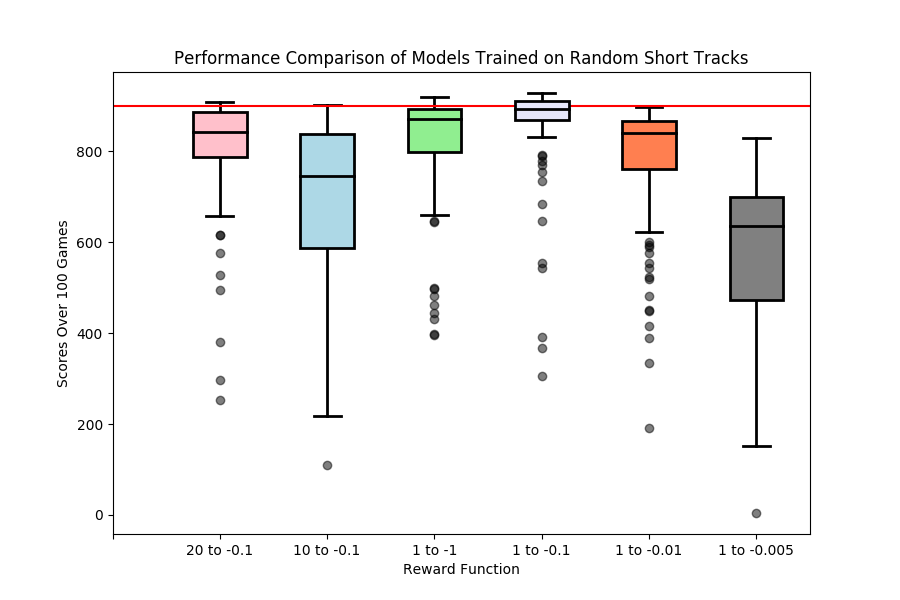 Performance Comparison of Models Trained on Random Short Tracks
Scores Over 100 Games
800
600
400
200
0
20 to -0.1
10 to -0.1
1 to -1
1 to -0.1
1 to -0.01
1 to -0.005
Reward Function